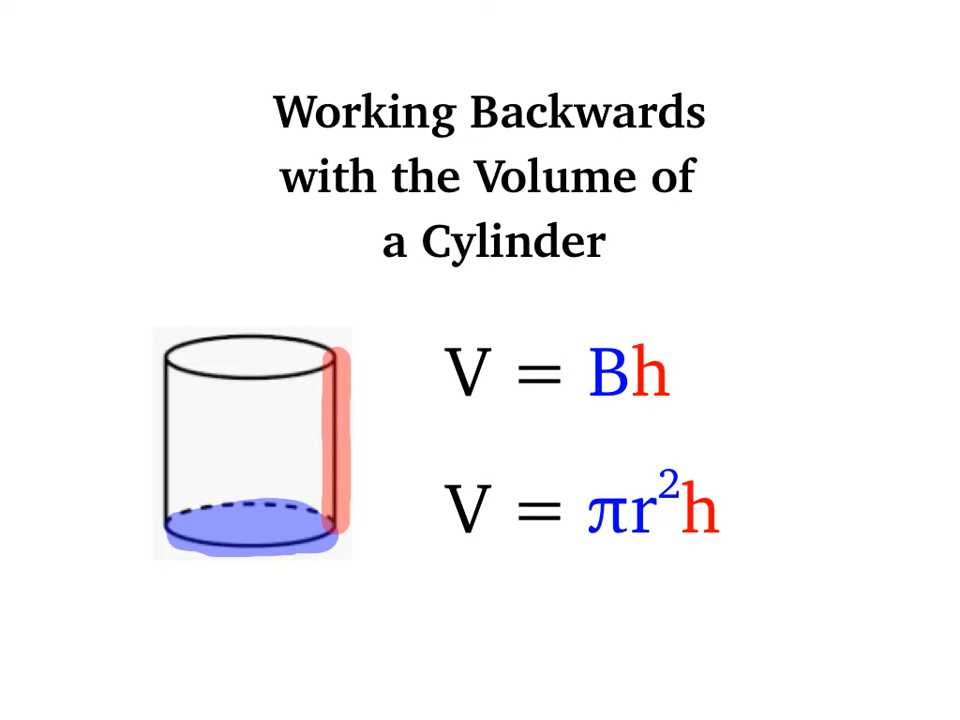 Working Backwards
with the Volume of
a Cylinder
V = Bh
V = πr²h